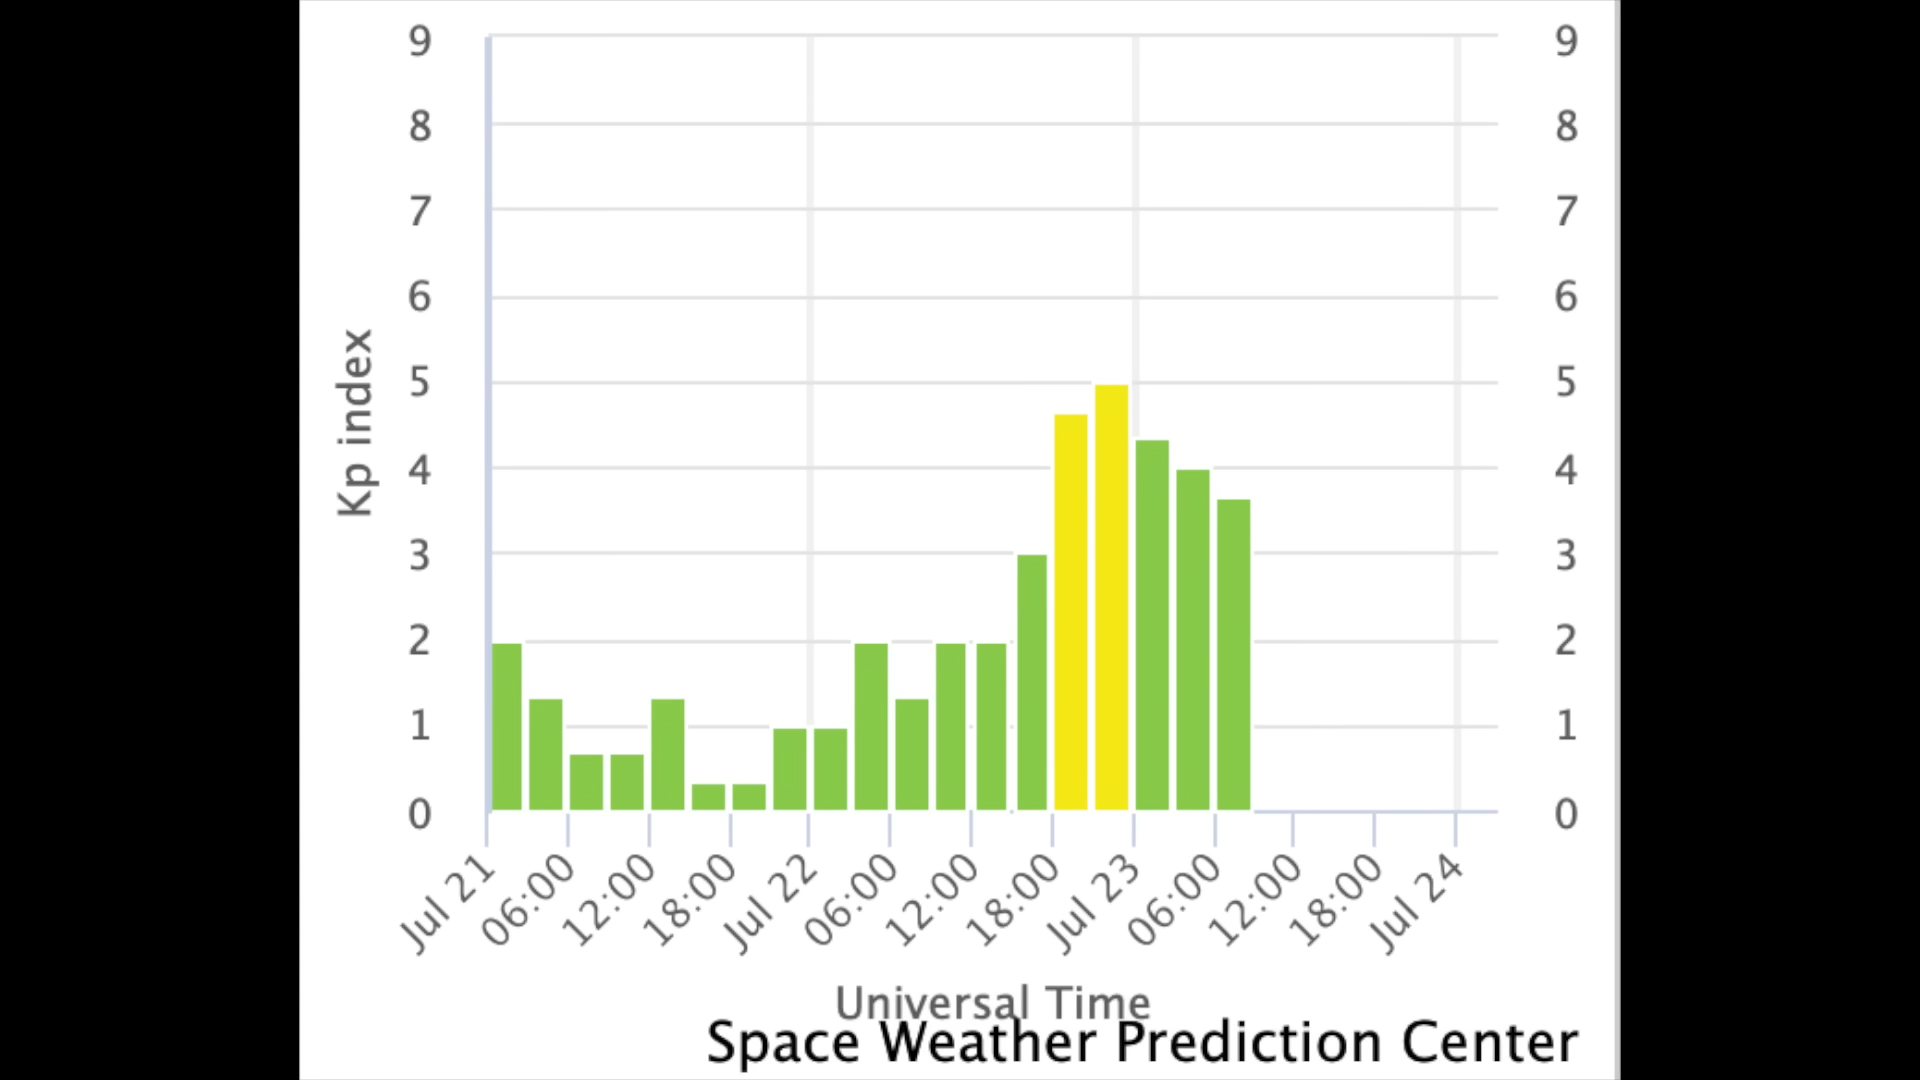 9 9
8 8
7 7
6 6
5 5
4 4
3 3
2 2
1 1
0 0
Kp index
Jul 21 06:00 12:00 18:00 Jul 22 06:00 12:00 18:00 Jul 23 06:00 12:00 18:00 Jul 24
Universal Time
Space Weather Prediction Center